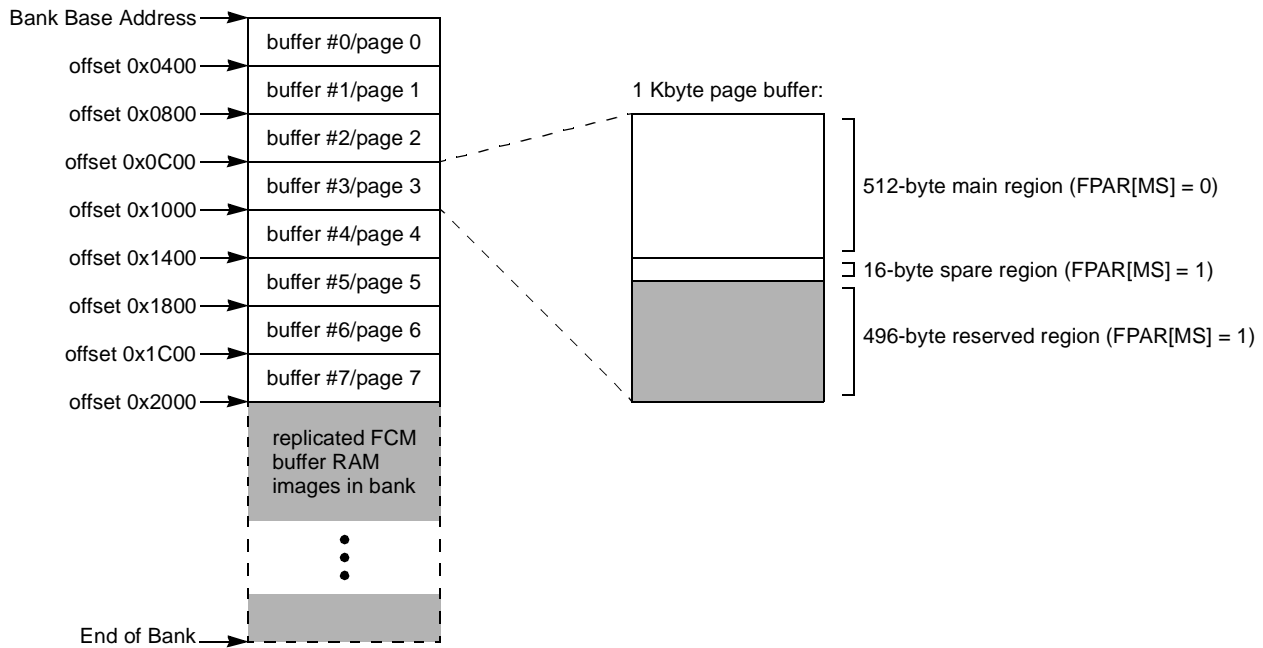 Bank Base Address
buffer #0/page 0
offset 0x0400
buffer #1/page 1
offset 0x0800
buffer #2/page 2
offset 0x0C00
buffer #3/page 3
offset 0x1000
buffer #4/page 4
offset 0x1400
buffer #5/page 5
offset 0x1800
buffer #6/page 6
offset 0x1C00
buffer #7/page 7
offset 0x2000
replicated FCM
buffer RAM
images in bank
End of Bank
1 Kbyte page buffer:
512-byte main region (FPAR[MS] = 0)
16-byte spare region (FPAR[MS] = 1)
496-byte reserved region (FPAR[MS] = 1)